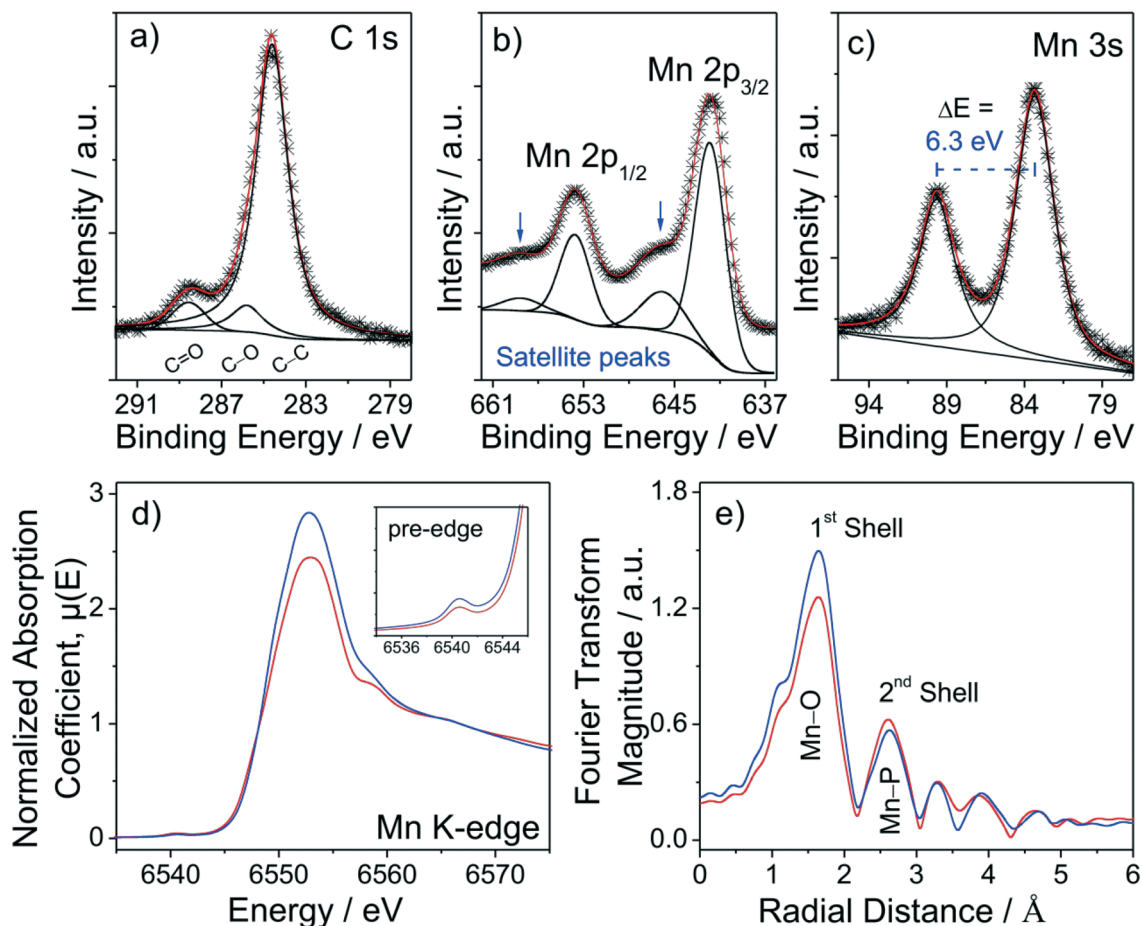 a)
C 1s
Intensity / a.u.
C=O
C–O
C–C
291 287 283 279
Binding Energy / eV
b)
Mn 2p3/2
Mn 2p1/2
Intensity / a.u.
Satellite peaks
661 653 645 637
Binding Energy / eV
c)
Mn 3s
ΔE =
6.3 eV
Intensity / a.u.
94 89 84 79
Binding Energy / eV
d)
pre-edge
6536 6540 6544
Normalized Absorption
Coefficient, μ(E)
3
2
1
0
Mn K-edge
6540 6550 6560 6570
Energy / eV
e)
1st Shell
2nd Shell
Mn–O
Mn–P
Fourier Transform
Magnitude / a.u.
1.8
1.2
0.6
0.0
0 1 2 3 4 5 6
Radial Distance / Å